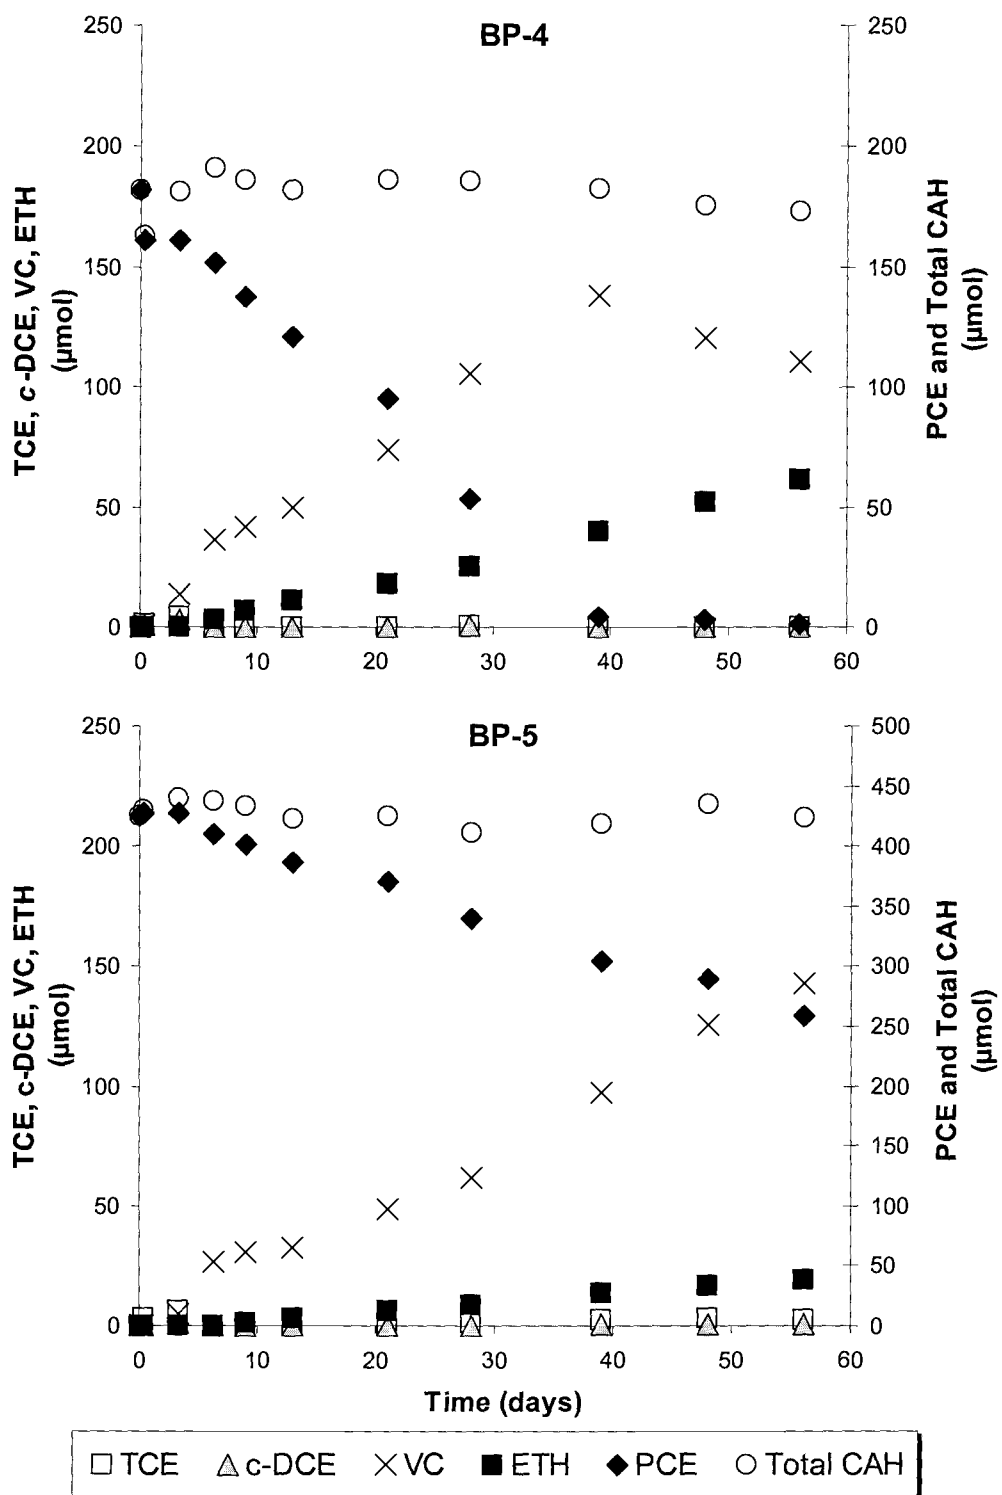 BP-4
250
200
150
100
50
0
TCE, c-DCE, VC, ETH
(µmol)
250
200
150
100
50
0
PCE and Total CAH
(µmol)
0 10 20 30 40 50 60
BP-5
250
200
150
100
50
0
TCE, c-DCE, VC, ETH
(µmol)
500
450
400
350
300
250
200
150
100
50
0
PCE and Total CAH
(µmol)
0 10 20 30 40 50 60
Time (days)
TCE c-DCE VC ETH PCE Total CAH